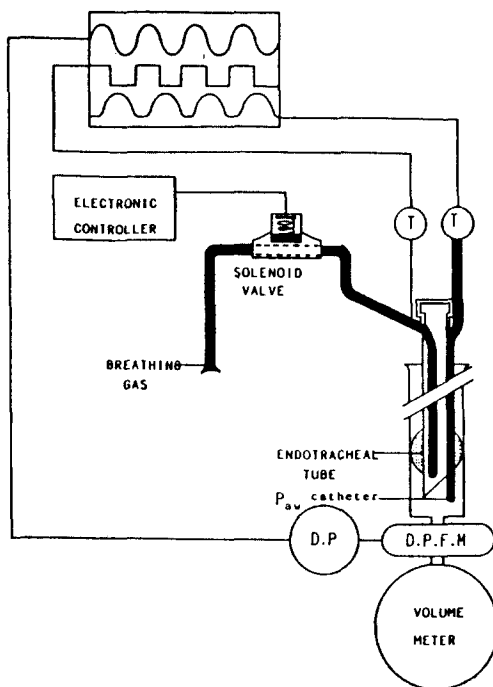 ELECTRONIC
CONTROLLER
T
T
SOLENOID
VALVE
BREATHING
GAS
ENDOTRACHEAL
TUBE
Paw catheter
D.P
D.P.F.M
VOLUME
METER